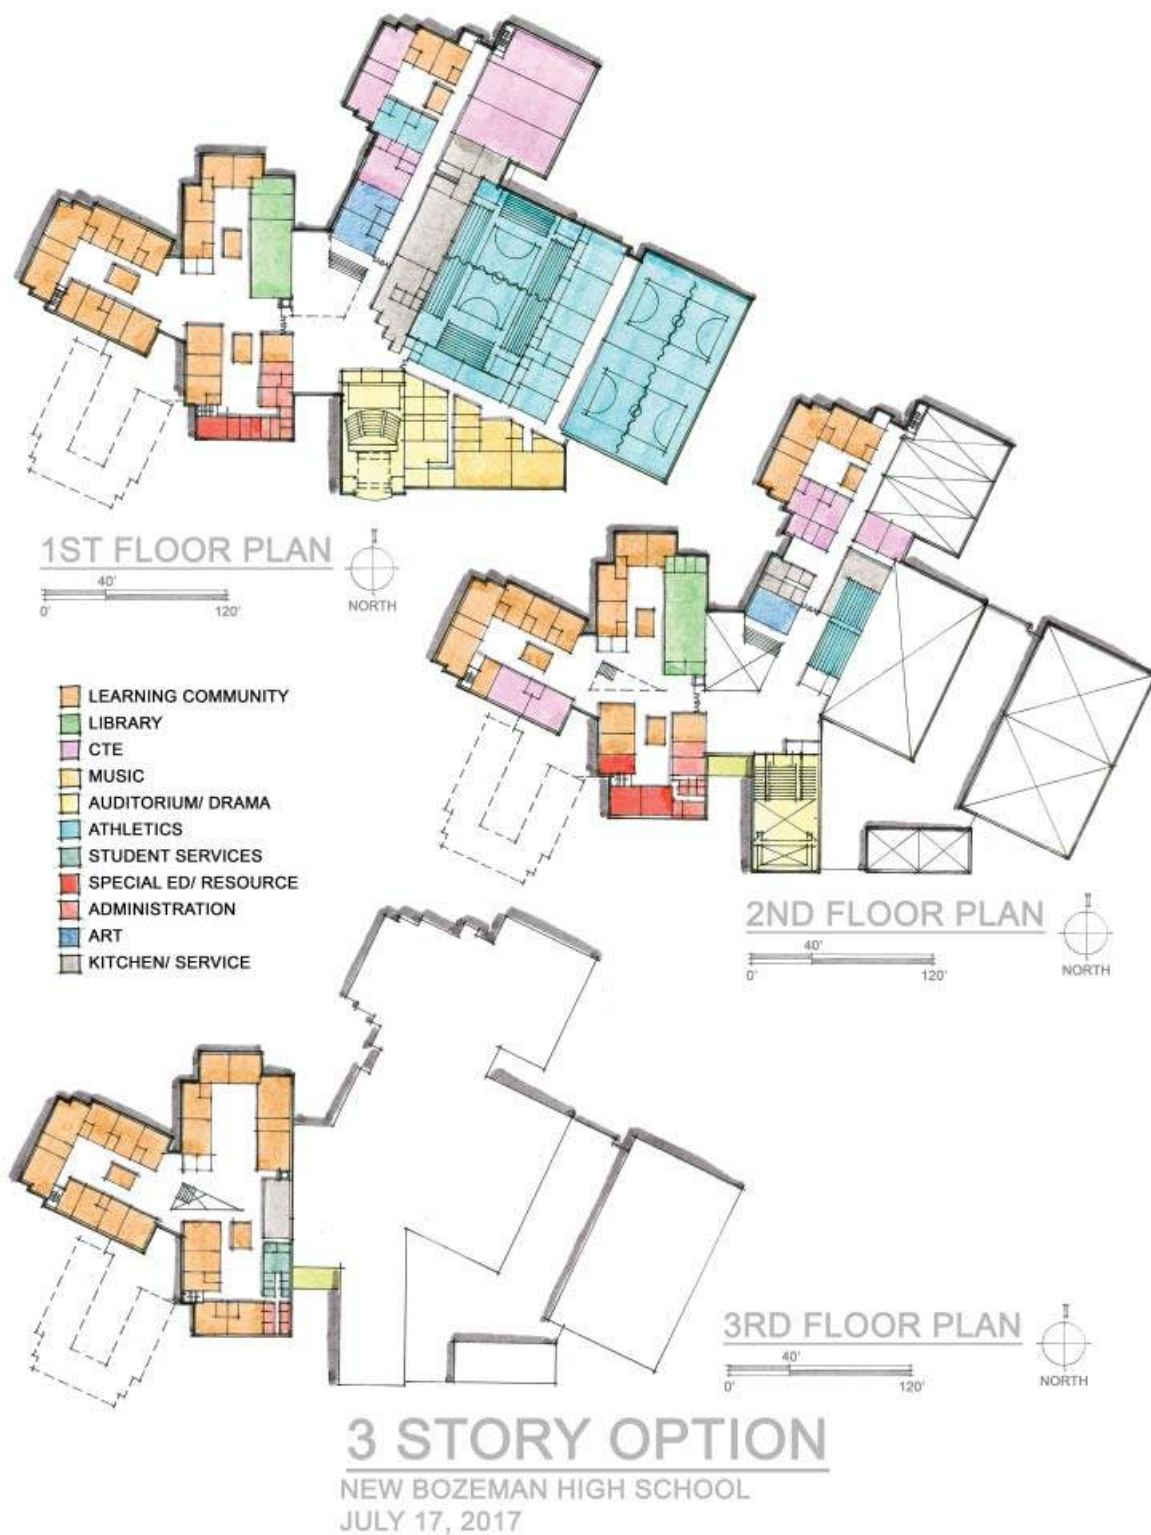 1ST FLOOR PLAN
40'
0' 120'
N
NORTH
LEARNING COMMUNITY
LIBRARY
CTE
MUSIC
AUDITORIUM/ DRAMA
ATHLETICS
STUDENT SERVICES
SPECIAL ED/ RESOURCE
ADMINISTRATION
ART
KITCHEN/ SERVICE
2ND FLOOR PLAN
40'
0' 120'
N
NORTH
3RD FLOOR PLAN
40'
0' 120'
N
NORTH
3 STORY OPTION
NEW BOZEMAN HIGH SCHOOL
JULY 17, 2017